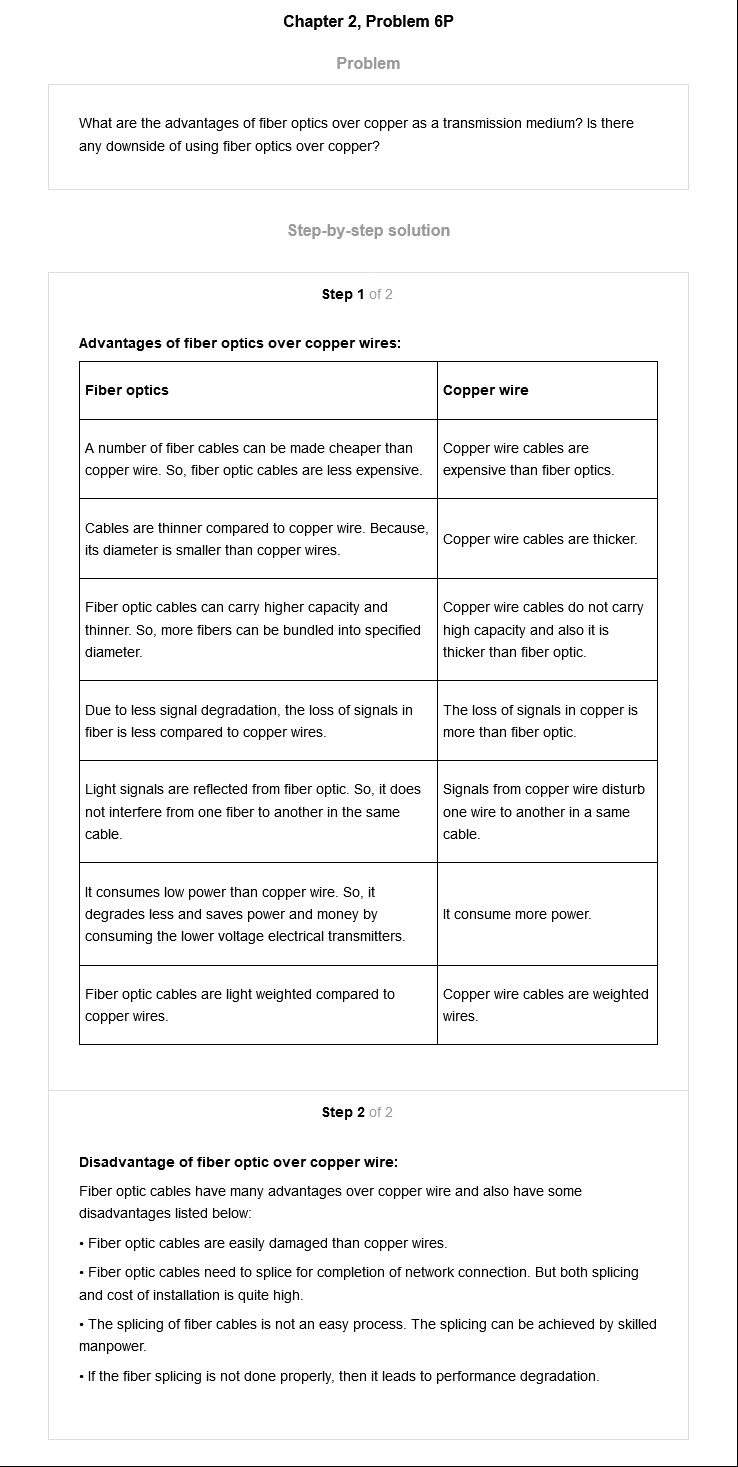 Chapter 2, Problem 6P
Problem
What are the advantages of fiber optics over copper as a transmission medium? Is there
any downside of using fiber optics over copper?
Step-by-step solution
Step 1 of 2
Advantages of fiber optics over copper wires:
Fiber optics
Copper wire
A number of fiber cables can be made cheaper than
copper wire. So, fiber optic cables are less expensive.
Copper wire cables are
expensive than fiber optics.
Cables are thinner compared to copper wire. Because,
its diameter is smaller than copper wires.
Copper wire cables are thicker.
Fiber optic cables can carry higher capacity and
thinner. So, more fibers can be bundled into specified
diameter.
Copper wire cables do not carry
high capacity and also it is
thicker than fiber optic.
Due to less signal degradation, the loss of signals in
fiber is less compared to copper wires.
The loss of signals in copper is
more than fiber optic.
Light signals are reflected from fiber optic. So, it does
not interfere from one fiber to another in the same
cable.
Signals from copper wire disturb
one wire to another in a same
cable.
It consumes low power than copper wire. So, it
degrades less and saves power and money by
consuming the lower voltage electrical transmitters.
It consume more power.
Fiber optic cables are light weighted compared to
copper wires.
Copper wire cables are weighted
wires.
Step 2 of 2
Disadvantage of fiber optic over copper wire:
Fiber optic cables have many advantages over copper wire and also have some
disadvantages listed below:
• Fiber optic cables are easily damaged than copper wires.
• Fiber optic cables need to splice for completion of network connection. But both splicing
and cost of installation is quite high.
• The splicing of fiber cables is not an easy process. The splicing can be achieved by skilled
manpower.
• If the fiber splicing is not done properly, then it leads to performance degradation.